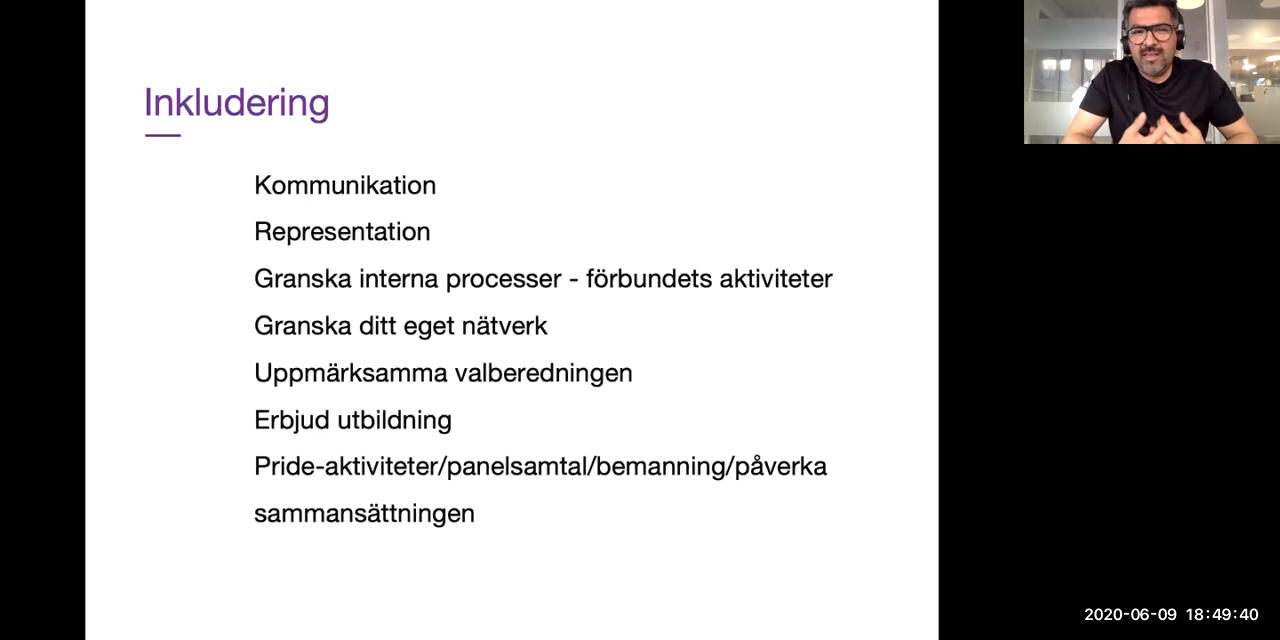 Inkludering
Kommunikation
Representation
Granska interna processer - förbundets aktiviteter
Granska ditt eget nätverk
Uppmärksamma valberedningen
Erbjud utbildning
Pride-aktiviteter/panelsamtal/bemanning/påverka
sammansättningen
2020-06-09 18:49:40